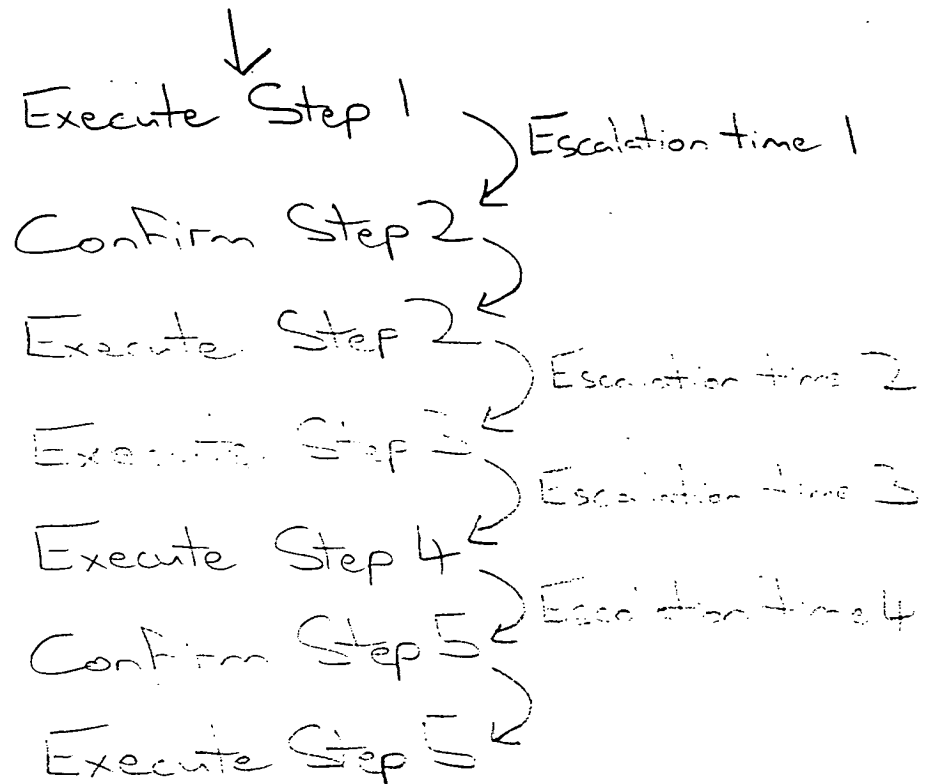 Execute Step 1
Escalation time 1
Confirm Step 2
Execute Step 2
Escalation time 2
Execute Step 3
Escalation time 3
Execute Step 4
Escalation time 4
Confirm Step 5
Execute Step 5